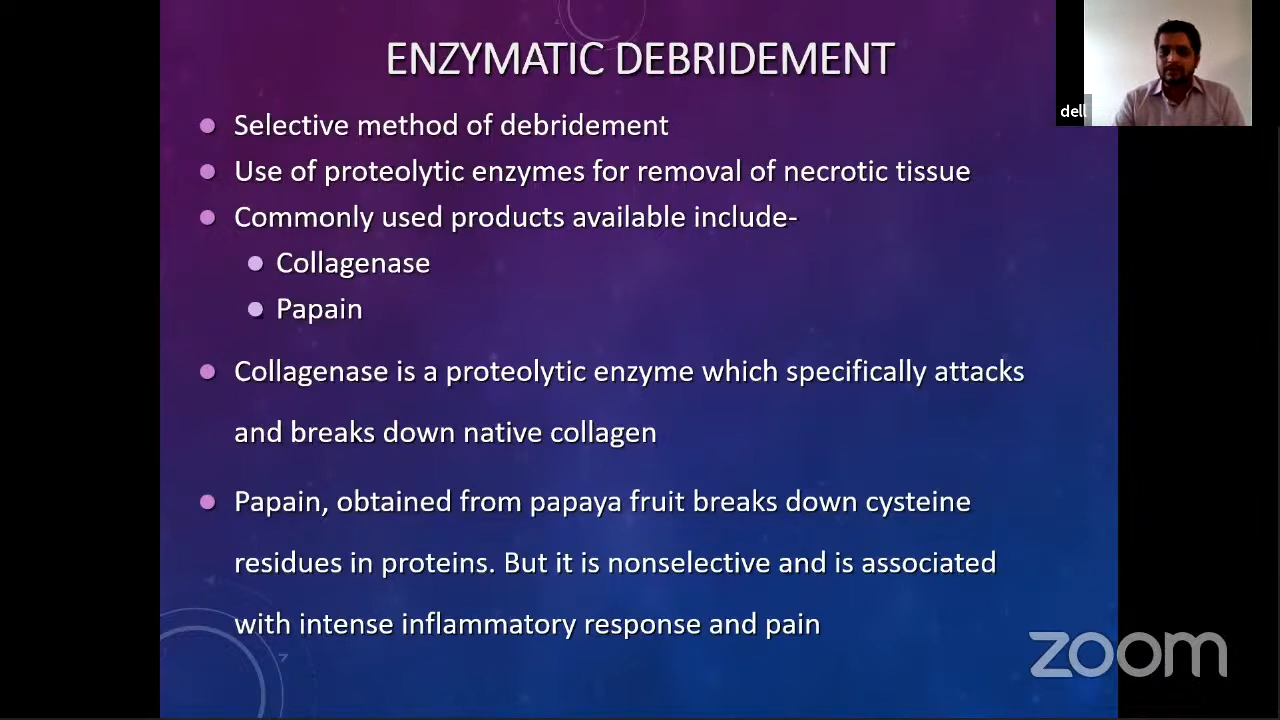 ENZYMATIC DEBRIDEMENT
dell
Selective method of debridement
Use of proteolytic enzymes for removal of necrotic tissue
Commonly used products available include-
Collagenase
Papain
Collagenase is a proteolytic enzyme which specifically attacks
and breaks down native collagen
Papain, obtained from papaya fruit breaks down cysteine
residues in proteins. But it is nonselective and is associated
with intense inflammatory response and pain
zoom